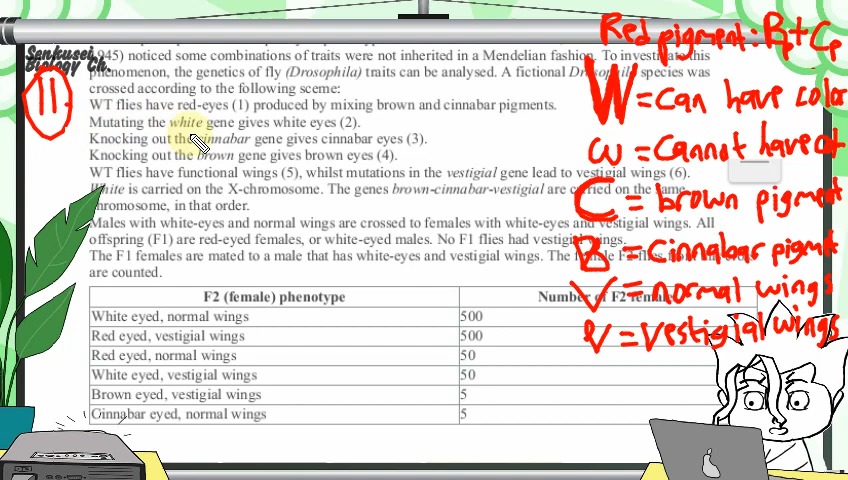 Senkusei
Biology Ch.
11
1945) noticed some combinations of traits were not inherited in a Mendelian fashion. To investigate this
phenomenon, the genetics of fly (Drosophila) traits can be analysed. A fictional Drosophila species was
crossed according to the following sceme:
WT flies have red-eyes (1) produced by mixing brown and cinnabar pigments.
Mutating the white gene gives white eyes (2).
Knocking out the cinnabar gene gives cinnabar eyes (3).
Knocking out the brown gene gives brown eyes (4).
WT flies have functional wings (5), whilst mutations in the vestigial gene lead to vestigial wings (6).
White is carried on the X-chromosome. The genes brown-cinnabar-vestigial are carried on the same
chromosome, in that order.
Males with white-eyes and normal wings are crossed to females with white-eyes and vestigial wings. All
offspring (F1) are red-eyed females, or white-eyed males. No F1 flies had vestigial wings.
The F1 females are mated to a male that has white-eyes and vestigial wings. The female F2 flies
are counted.
F2 (female) phenotype Number of F2 females
White eyed, normal wings 500
Red eyed, vestigial wings 500
Red eyed, normal wings 50
White eyed, vestigial wings 50
Brown eyed, vestigial wings 5
Cinnabar eyed, normal wings 5
Red pigment: Bp + Cp
W = can have color
w = Cannot have
C = brown pigment
B = Cinnabar pigmt
V = normal wings
v = vestigial wings